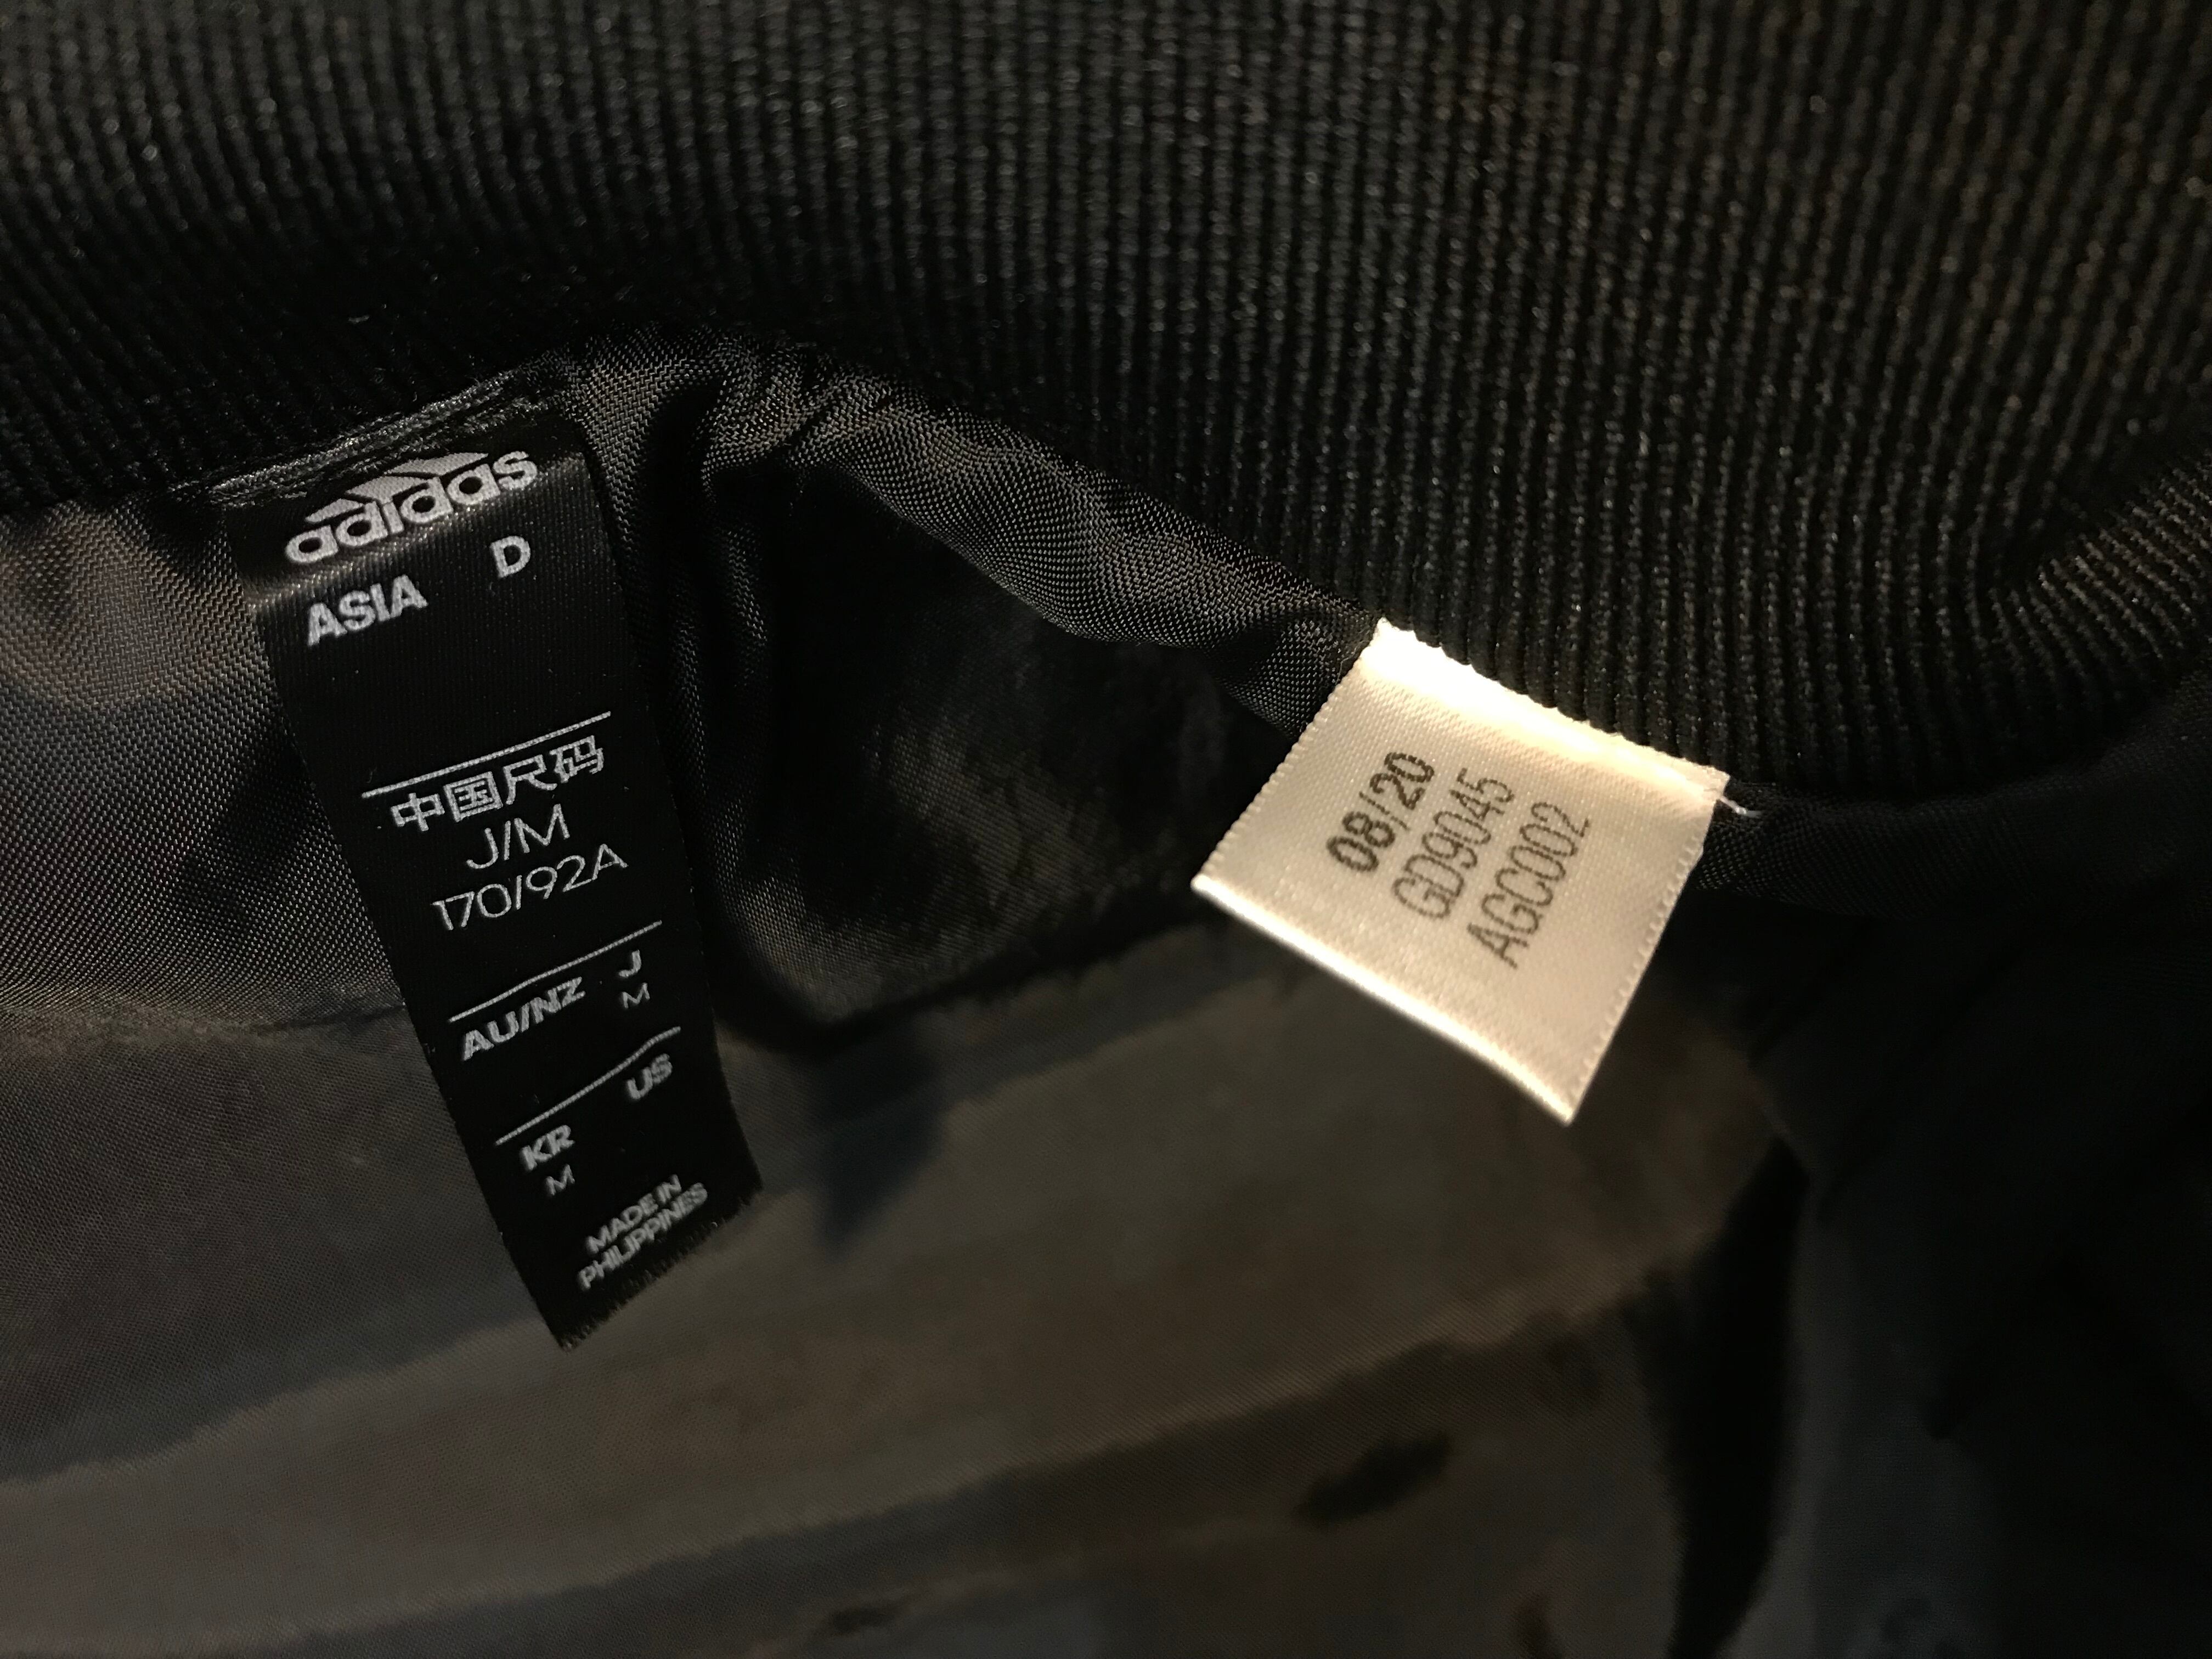 adidas
ASIA D
中国尺码
J/M
170/92A
AU/NZ J
M
US
KR
M
MADE IN
PHILIPPINES
08/20
GD9045
AGC002